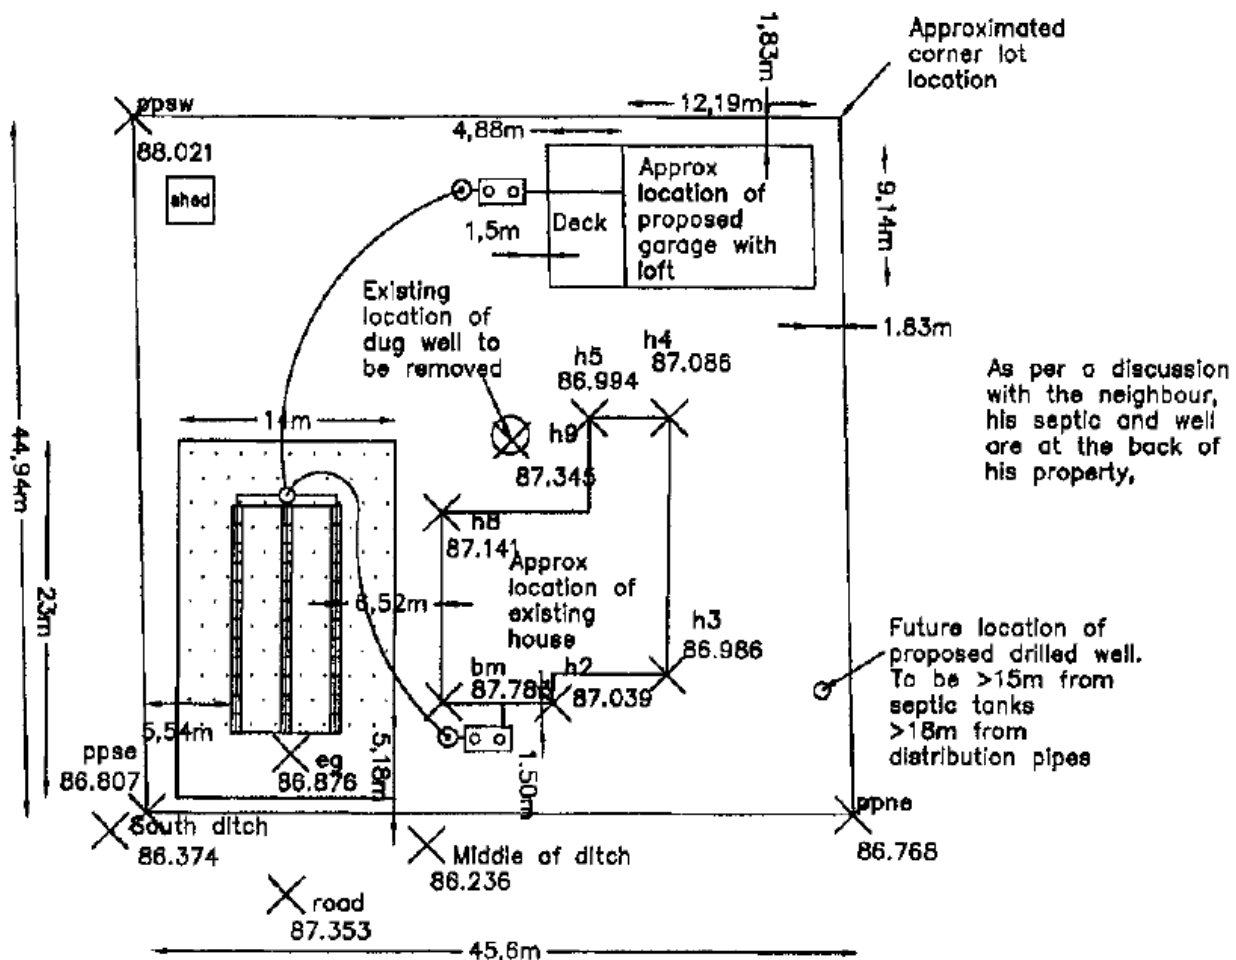 1,83m
Approximated
corner lot
location
ppsw
12,19m
4,88m
88.021
shed
Approx
location of
proposed
garage with
loft
Deck
1,5m
9,14m
1.83m
Existing
location of
dug well to
be removed
h5
86.994
h4
87.086
As per a discussion
with the neighbour,
his septic and well
are at the back of
his property,
14m
h9
87.345
44,94m
23m
h8
87.141
Approx
location of
existing
house
6,52m
h3
86.986
Future location of
proposed drilled well.
To be >15m from
septic tanks
>18m from
distribution pipes
bm
h2
87.039
5,54m
ppse
86.807
eg
86.876
5,18m
1.50m
South ditch
86.374
Middle of ditch
86.236
ppne
86.768
road
87.353
45,6m